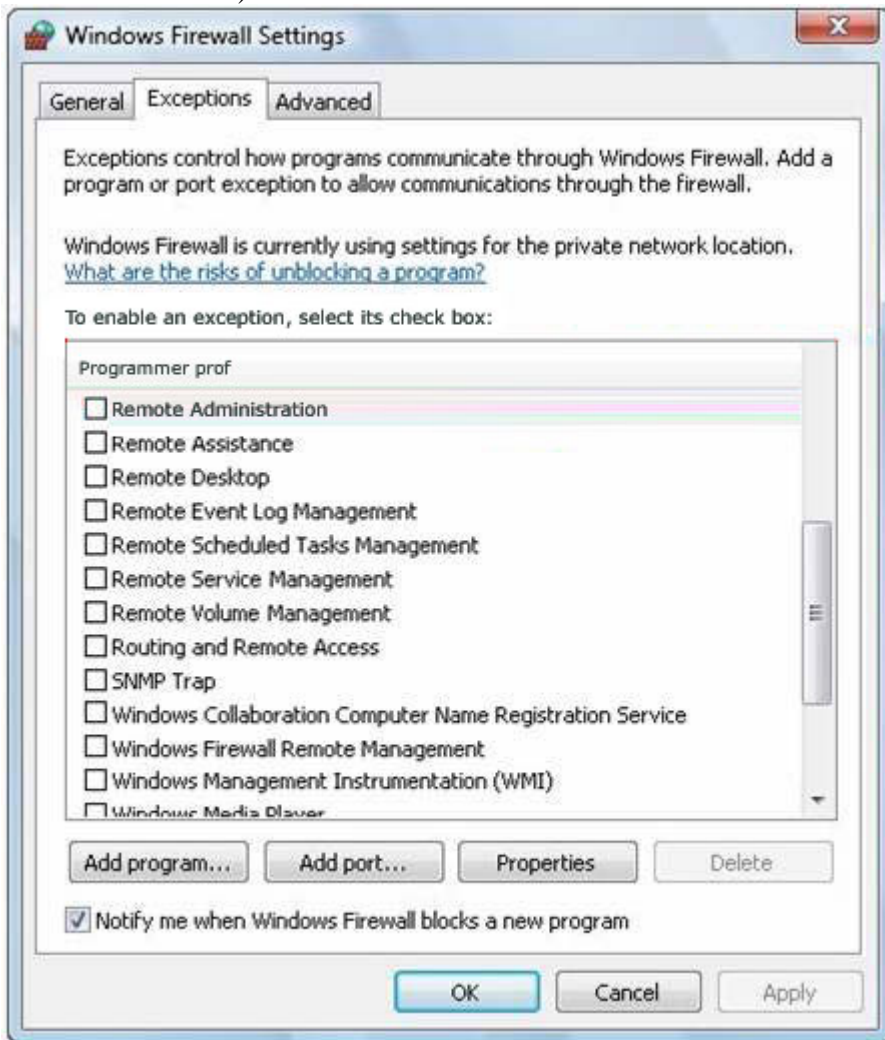 Windows Firewall Settings
General Exceptions Advanced
Exceptions control how programs communicate through Windows Firewall. Add a
program or port exception to allow communications through the firewall.
Windows Firewall is currently using settings for the private network location.
What are the risks of unblocking a program?
To enable an exception, select its check box:
Programmer prof
Remote Administration
Remote Assistance
Remote Desktop
Remote Event Log Management
Remote Scheduled Tasks Management
Remote Service Management
Remote Volume Management
Routing and Remote Access
SNMP Trap
Windows Collaboration Computer Name Registration Service
Windows Firewall Remote Management
Windows Management Instrumentation (WMI)
Windows Media Player
Add program... Add port... Properties Delete
Notify me when Windows Firewall blocks a new program
OK Cancel Apply